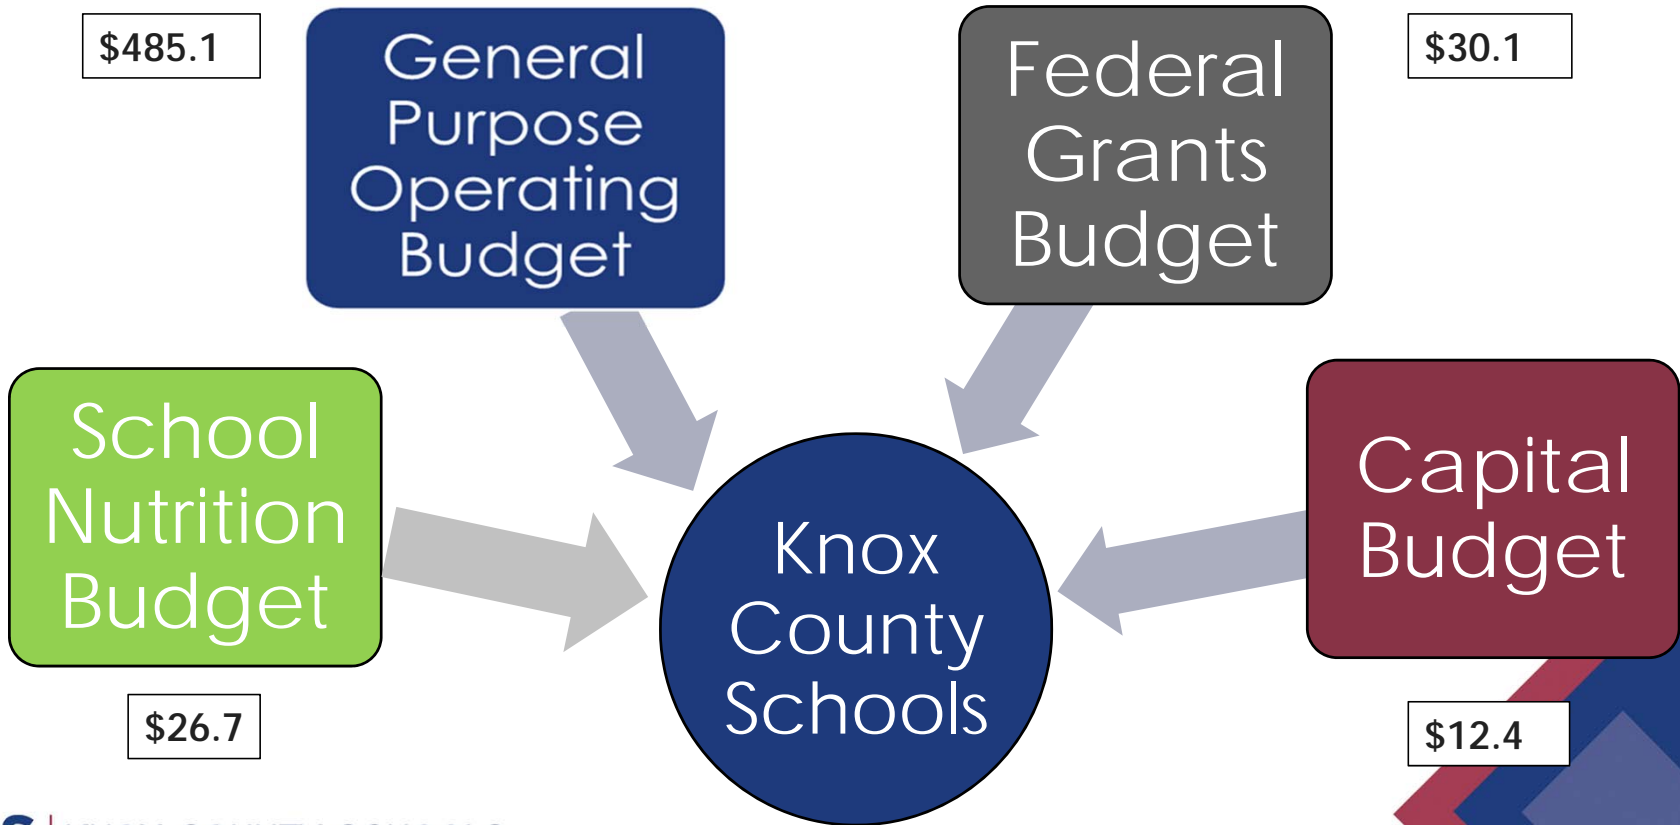 $485.1
General
Purpose
Operating
Budget
Federal
Grants
Budget
$30.1
School
Nutrition
Budget
$26.7
Knox
County
Schools
Capital
Budget
$12.4